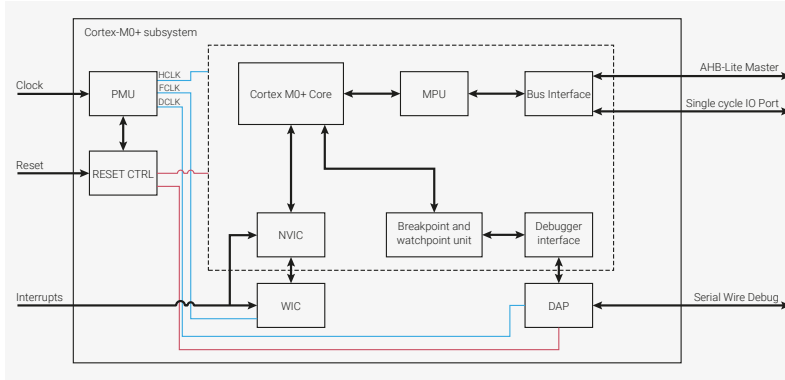 Cortex-M0+ subsystem
HCLK
AHB-Lite Master
Clock
PMU
FCLK
Cortex M0+ Core
MPU
Bus Interface
DCLK
Single cycle IO Port
Reset
RESET CTRL
NVIC
Breakpoint and
watchpoint unit
Debugger
interface
Interrupts
WIC
DAP
Serial Wire Debug